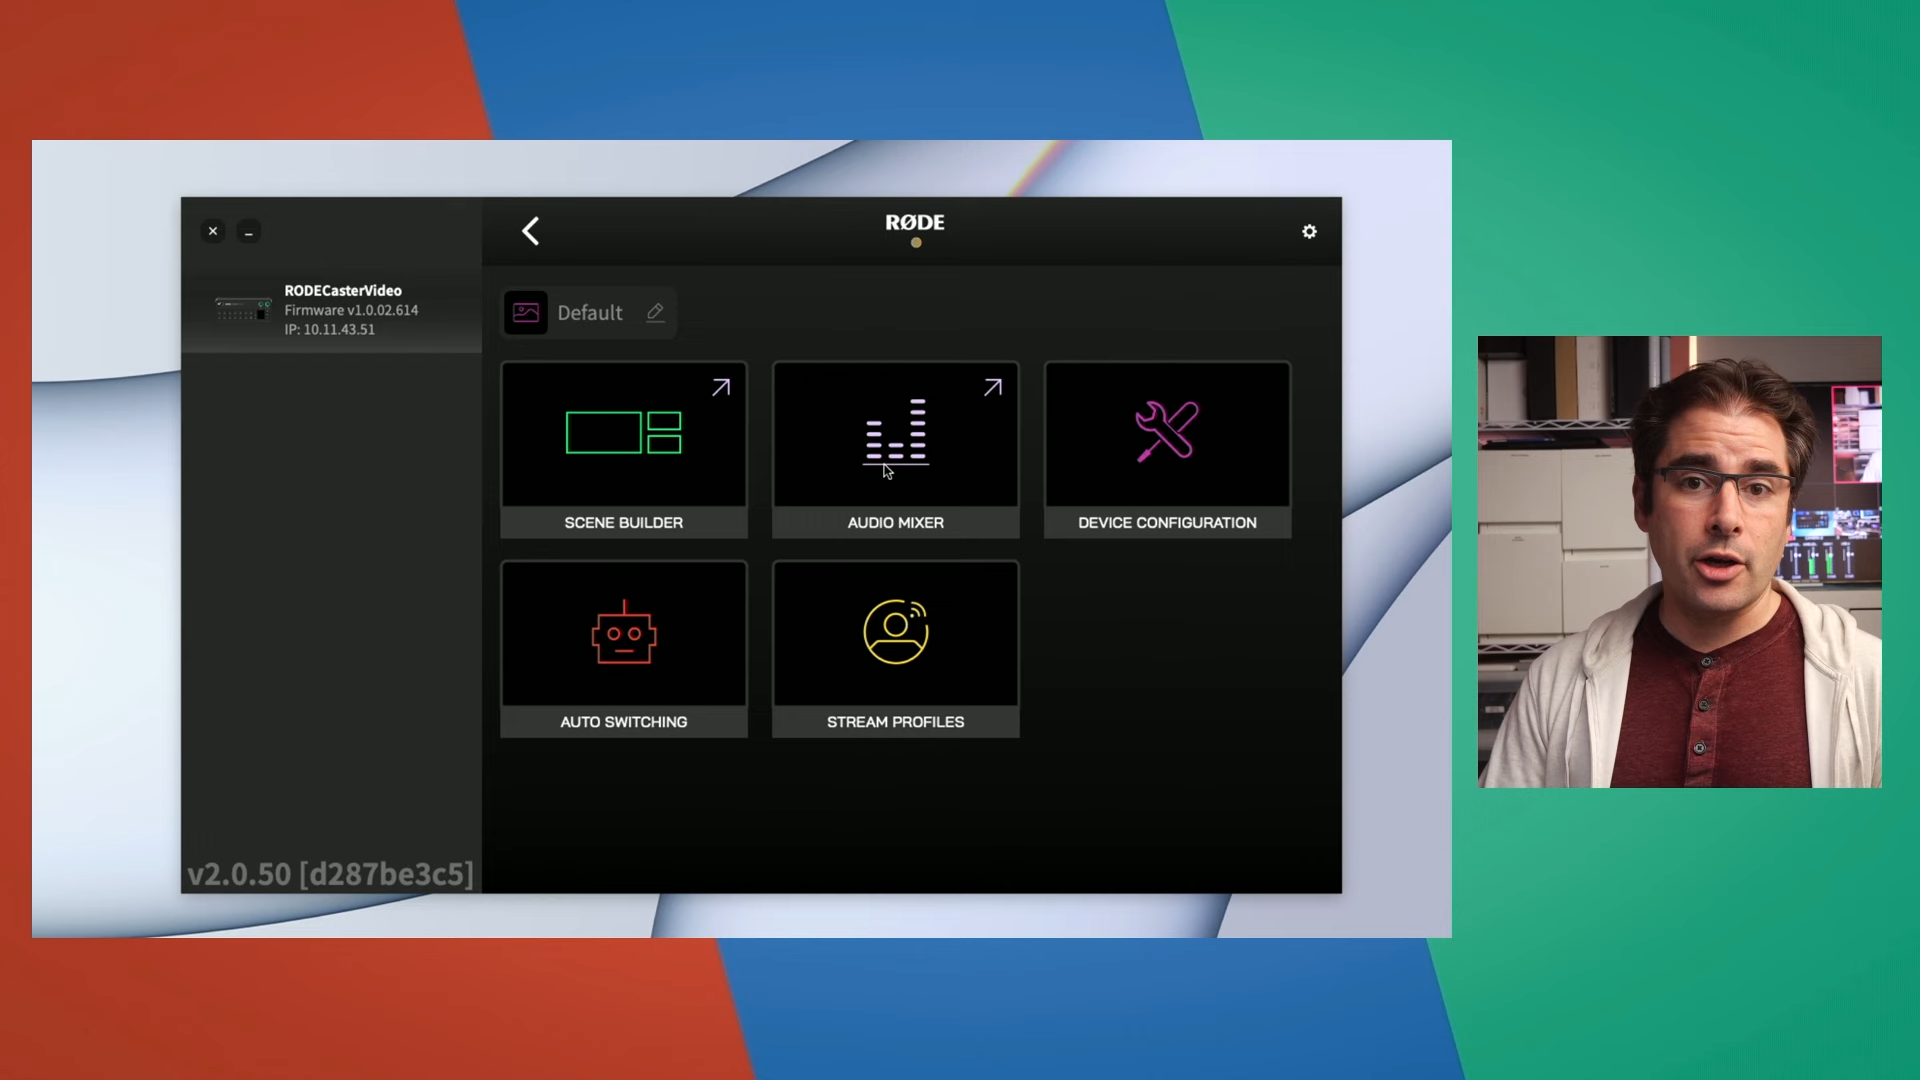 RØDE
RODECasterVideo
Firmware v1.0.02.614
IP: 10.11.43.51
Default
SCENE BUILDER
AUDIO MIXER
DEVICE CONFIGURATION
AUTO SWITCHING
STREAM PROFILES
v2.0.50 [d287be3c5]